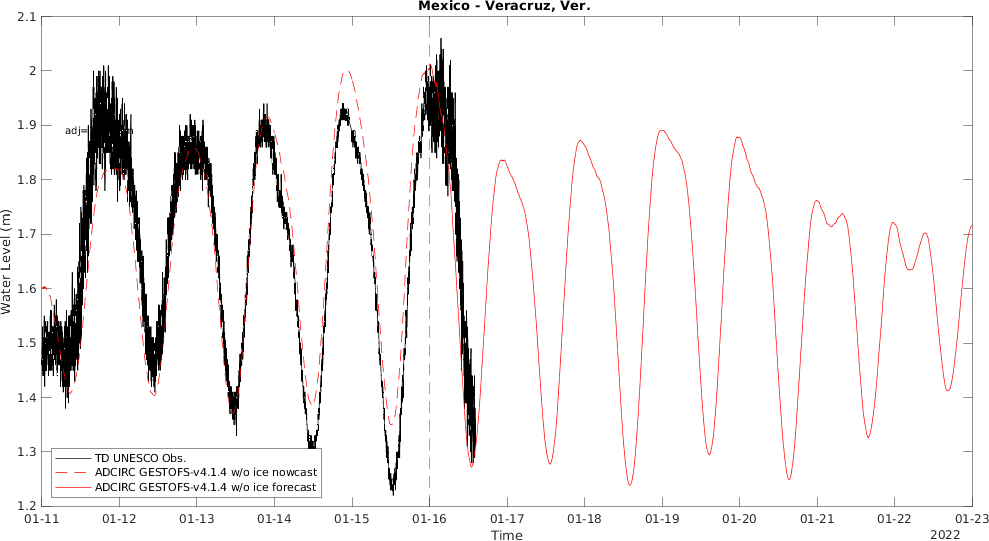 Mexico - Veracruz, Ver.
2.1
2
1.9
1.8
1.7
1.6
1.5
1.4
1.3
1.2
Water Level (m)
adj=
TD UNESCO Obs.
ADCIRC GESTOFS-v4.1.4 w/o ice nowcast
ADCIRC GESTOFS-v4.1.4 w/o ice forecast
01-11 01-12 01-13 01-14 01-15 01-16 01-17 01-18 01-19 01-20 01-21 01-22 01-23
Time
2022